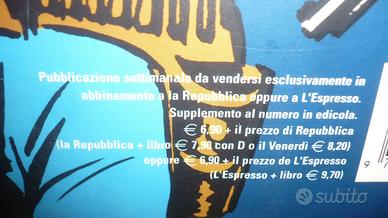 Pubblicazione settimanale da vendersi esclusivamente in
abbinamento a la Repubblica oppure a L'Espresso.
Supplemento al numero in edicola.
€ 6,90 + il prezzo di Repubblica
(la Repubblica + libro € 7,90 con D o il Venerdì € 8,20)
oppure € 6,90 + il prezzo de L'Espresso
(L'Espresso + libro € 9,70)
9
subito